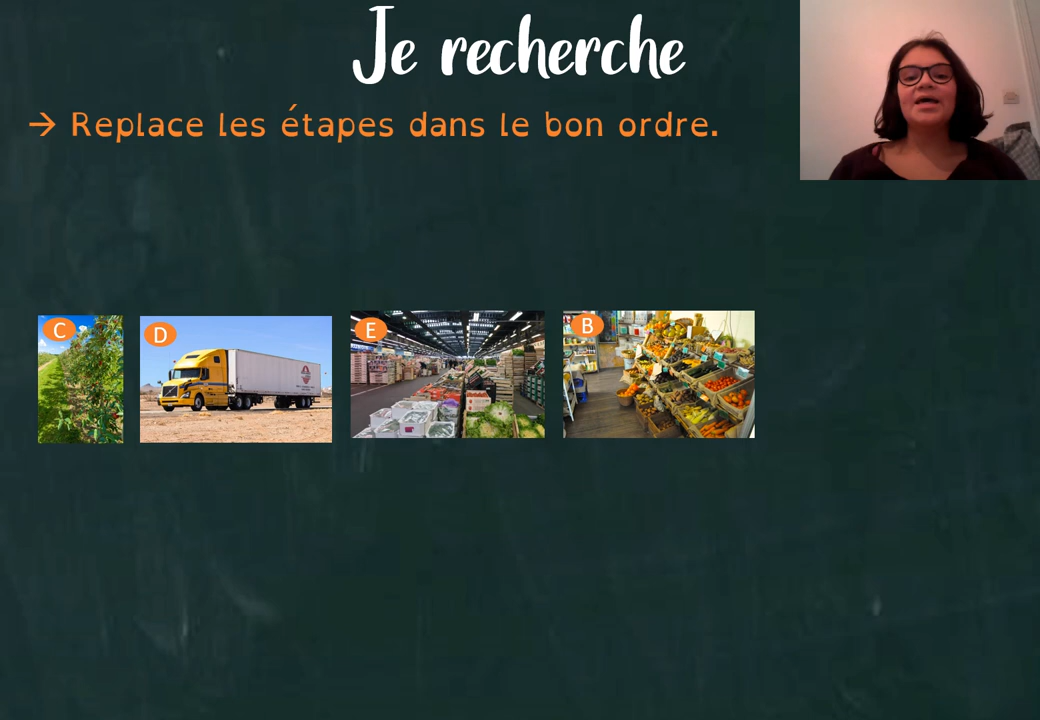 Je recherche
→ Replace les étapes dans le bon ordre.
C
D
E
B